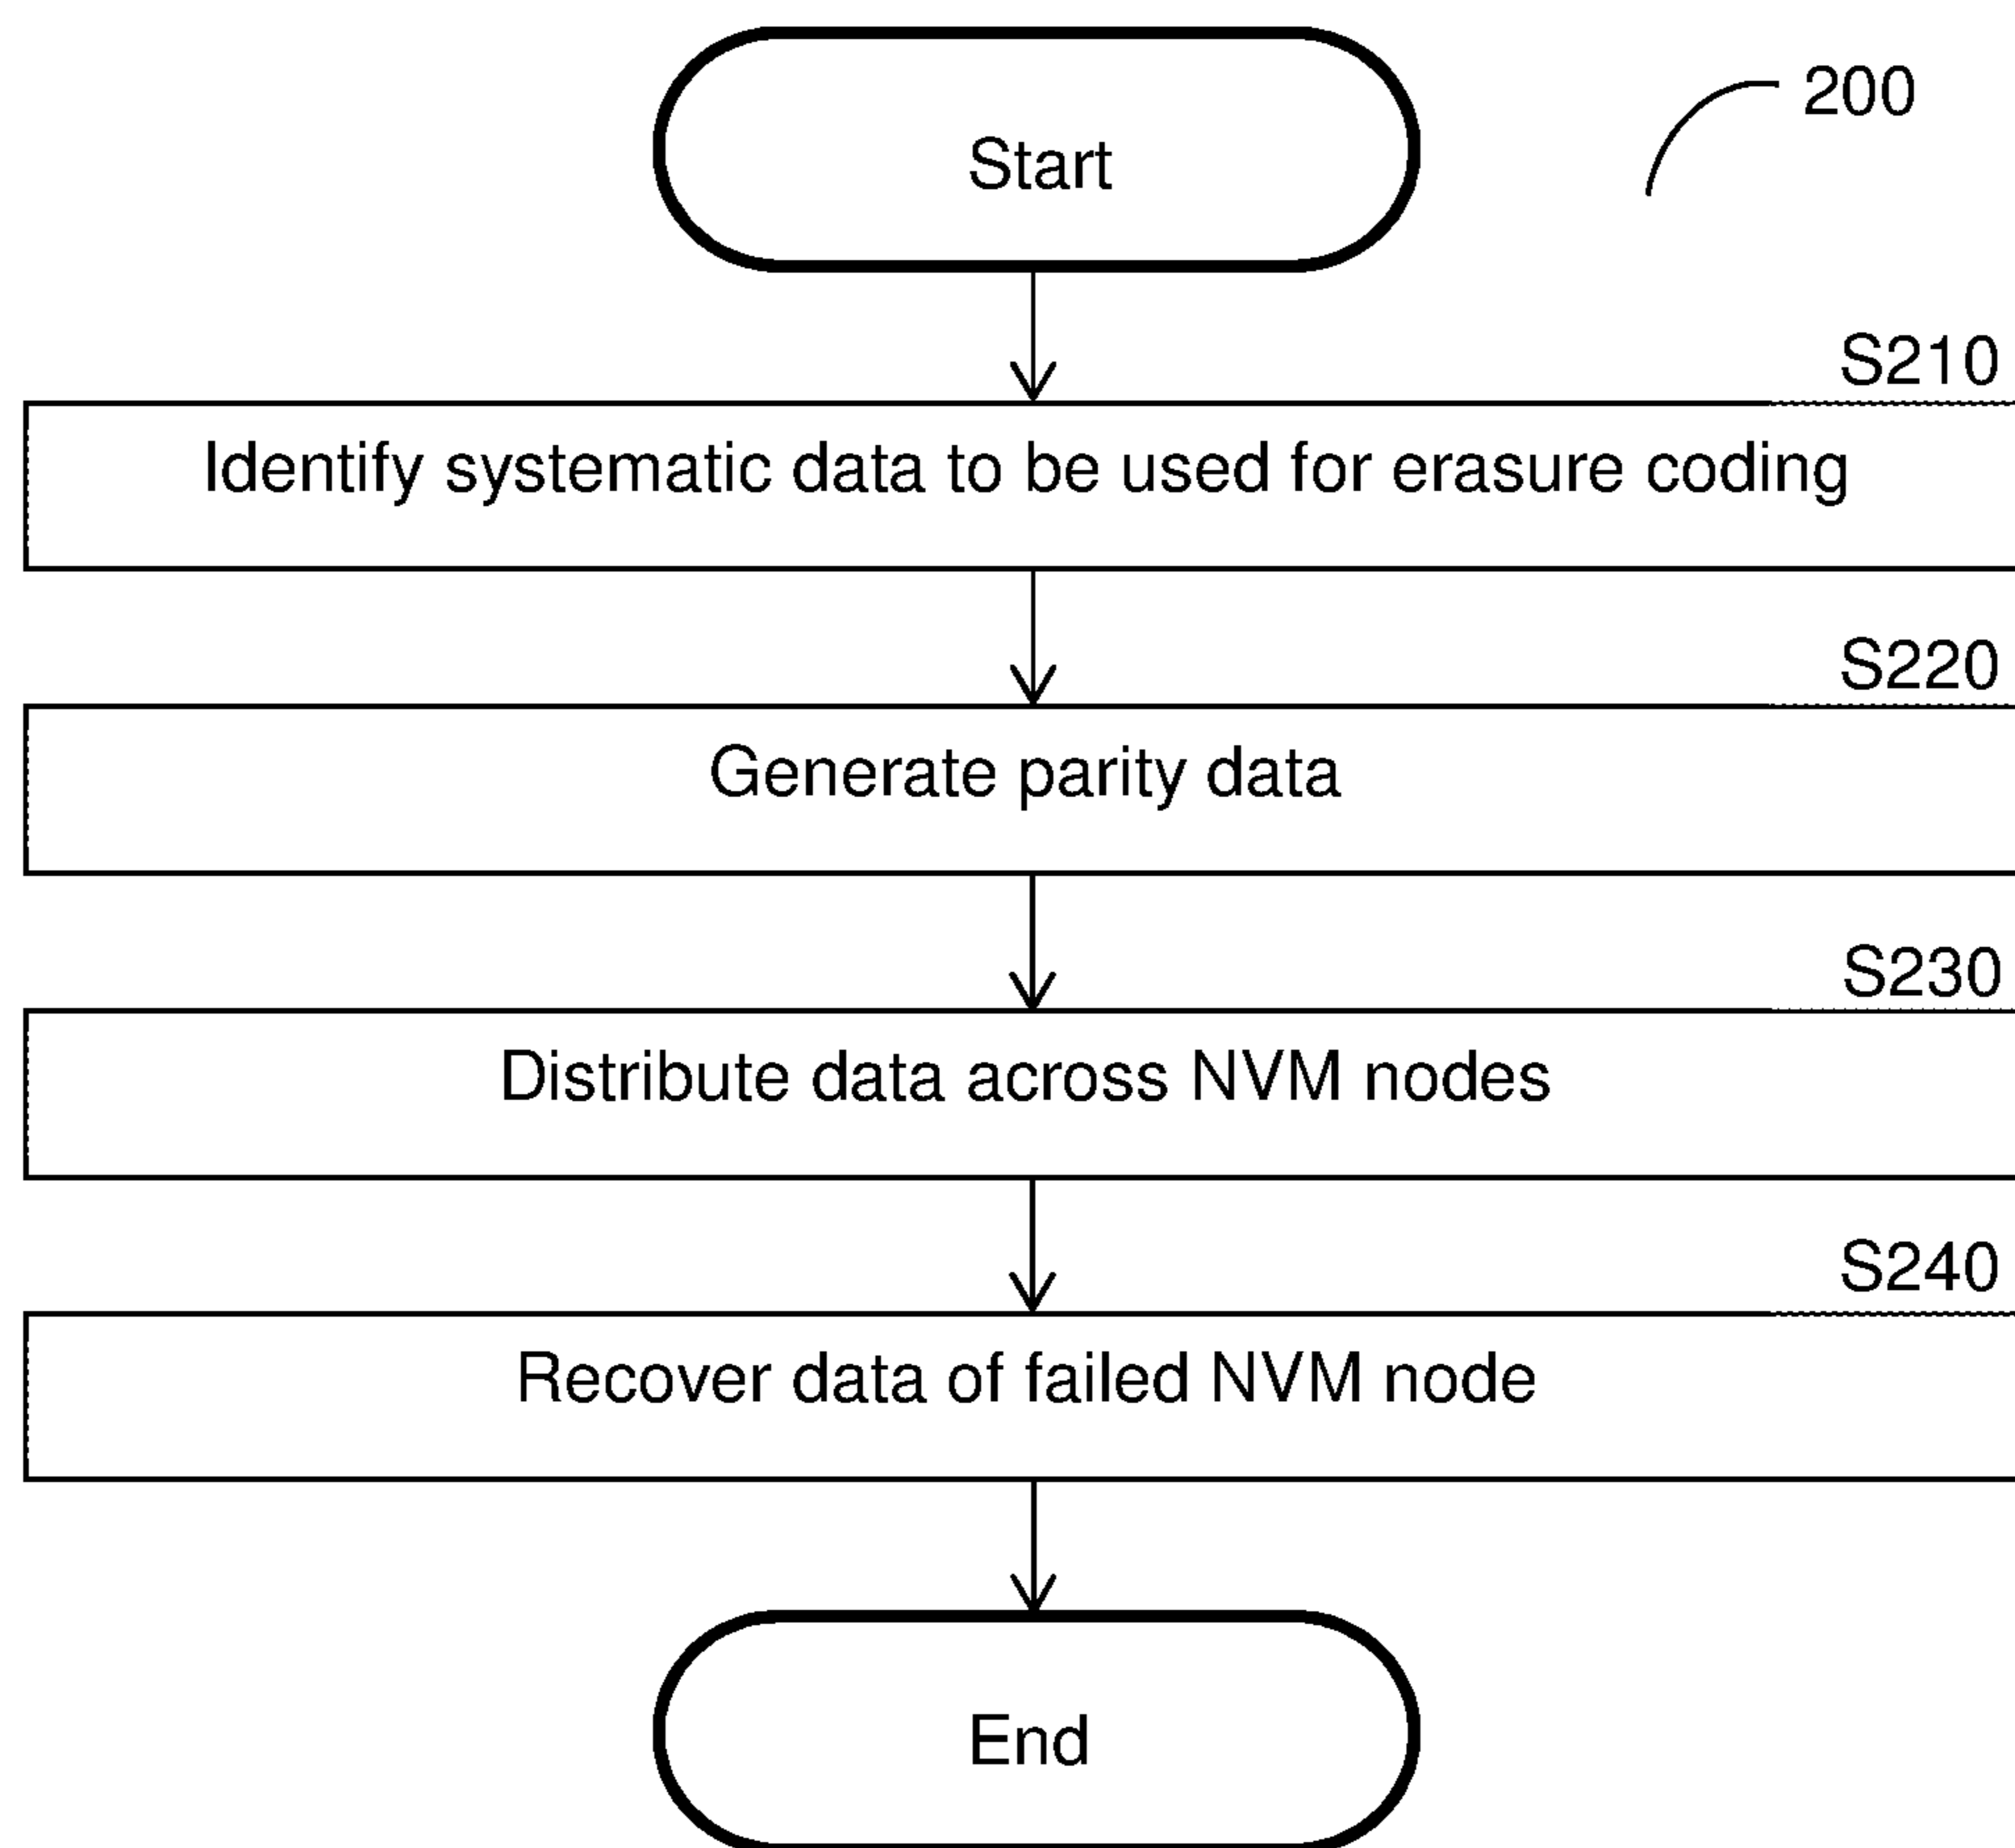 Start
200
S210
Identify systematic data to be used for erasure coding
S220
Generate parity data
S230
Distribute data across NVM nodes
S240
Recover data of failed NVM node
End